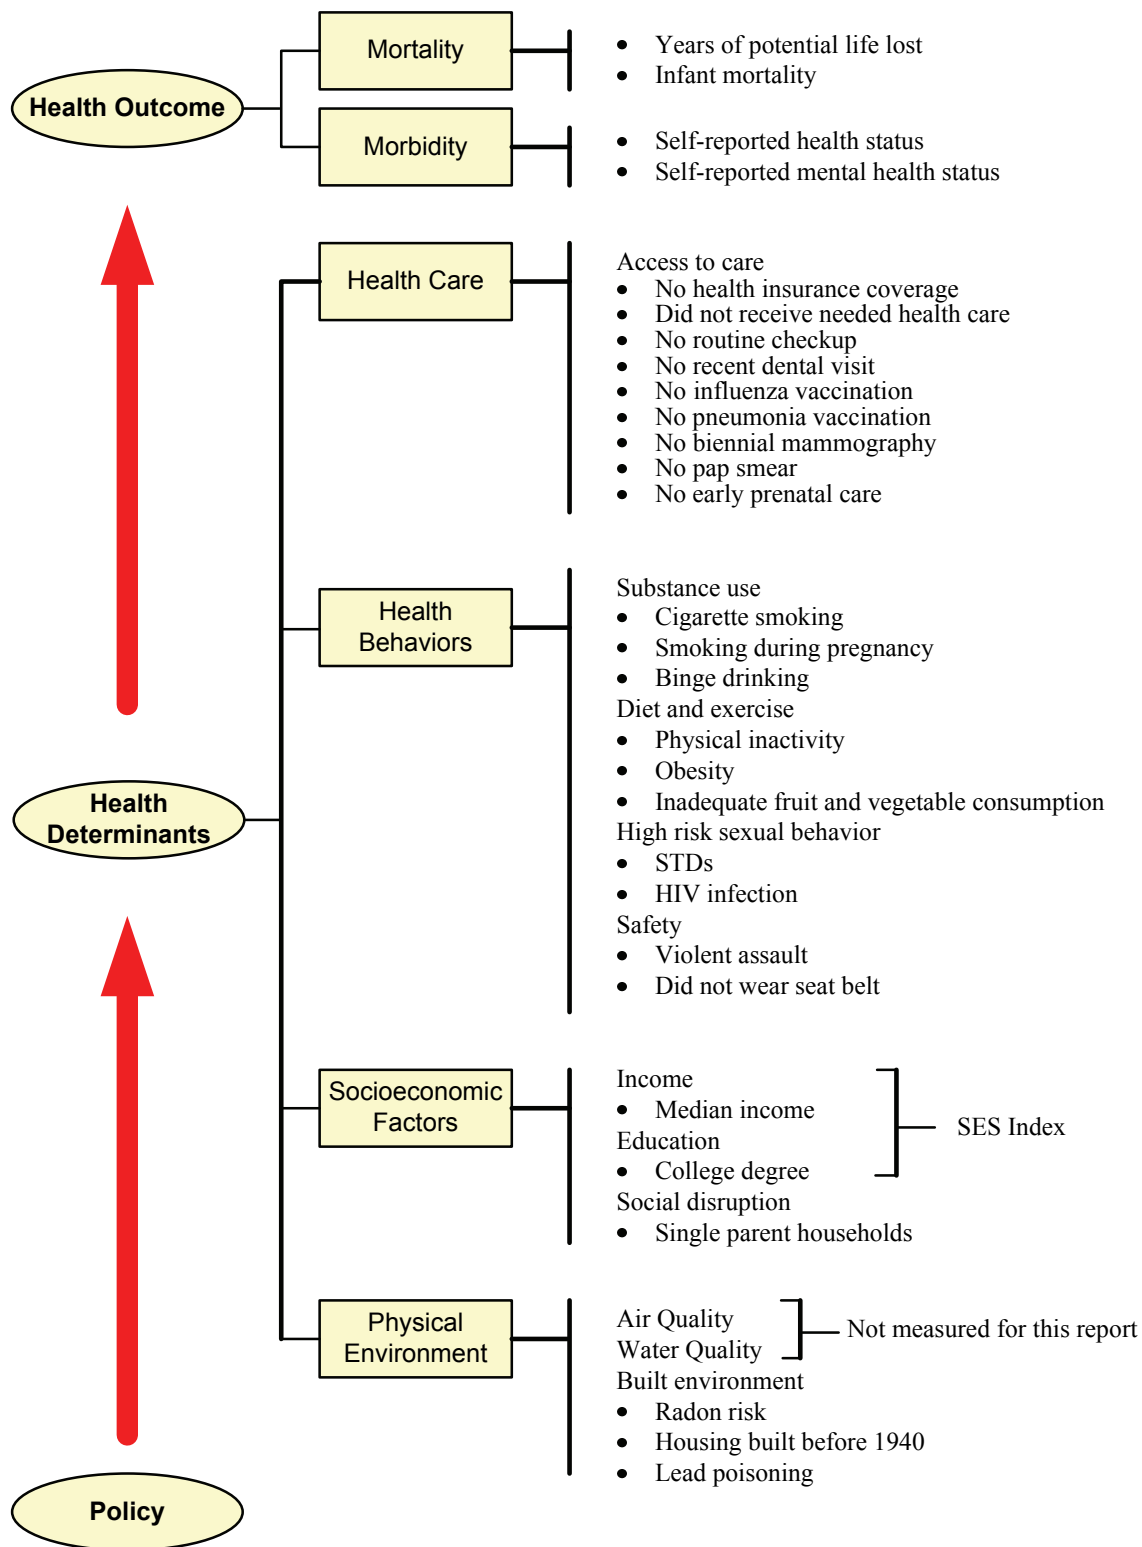 Health Outcome
Mortality
• Years of potential life lost
• Infant mortality
Morbidity
• Self-reported health status
• Self-reported mental health status
Health
Determinants
Health Care
Access to care
• No health insurance coverage
• Did not receive needed health care
• No routine checkup
• No recent dental visit
• No influenza vaccination
• No pneumonia vaccination
• No biennial mammography
• No pap smear
• No early prenatal care
Health
Behaviors
Substance use
• Cigarette smoking
• Smoking during pregnancy
• Binge drinking
Diet and exercise
• Physical inactivity
• Obesity
• Inadequate fruit and vegetable consumption
High risk sexual behavior
• STDs
• HIV infection
Safety
• Violent assault
• Did not wear seat belt
Socioeconomic
Factors
Income
• Median income
Education
• College degree
SES Index
Social disruption
• Single parent households
Physical
Environment
Air Quality
Water Quality
Not measured for this report
Built environment
• Radon risk
• Housing built before 1940
• Lead poisoning
Policy